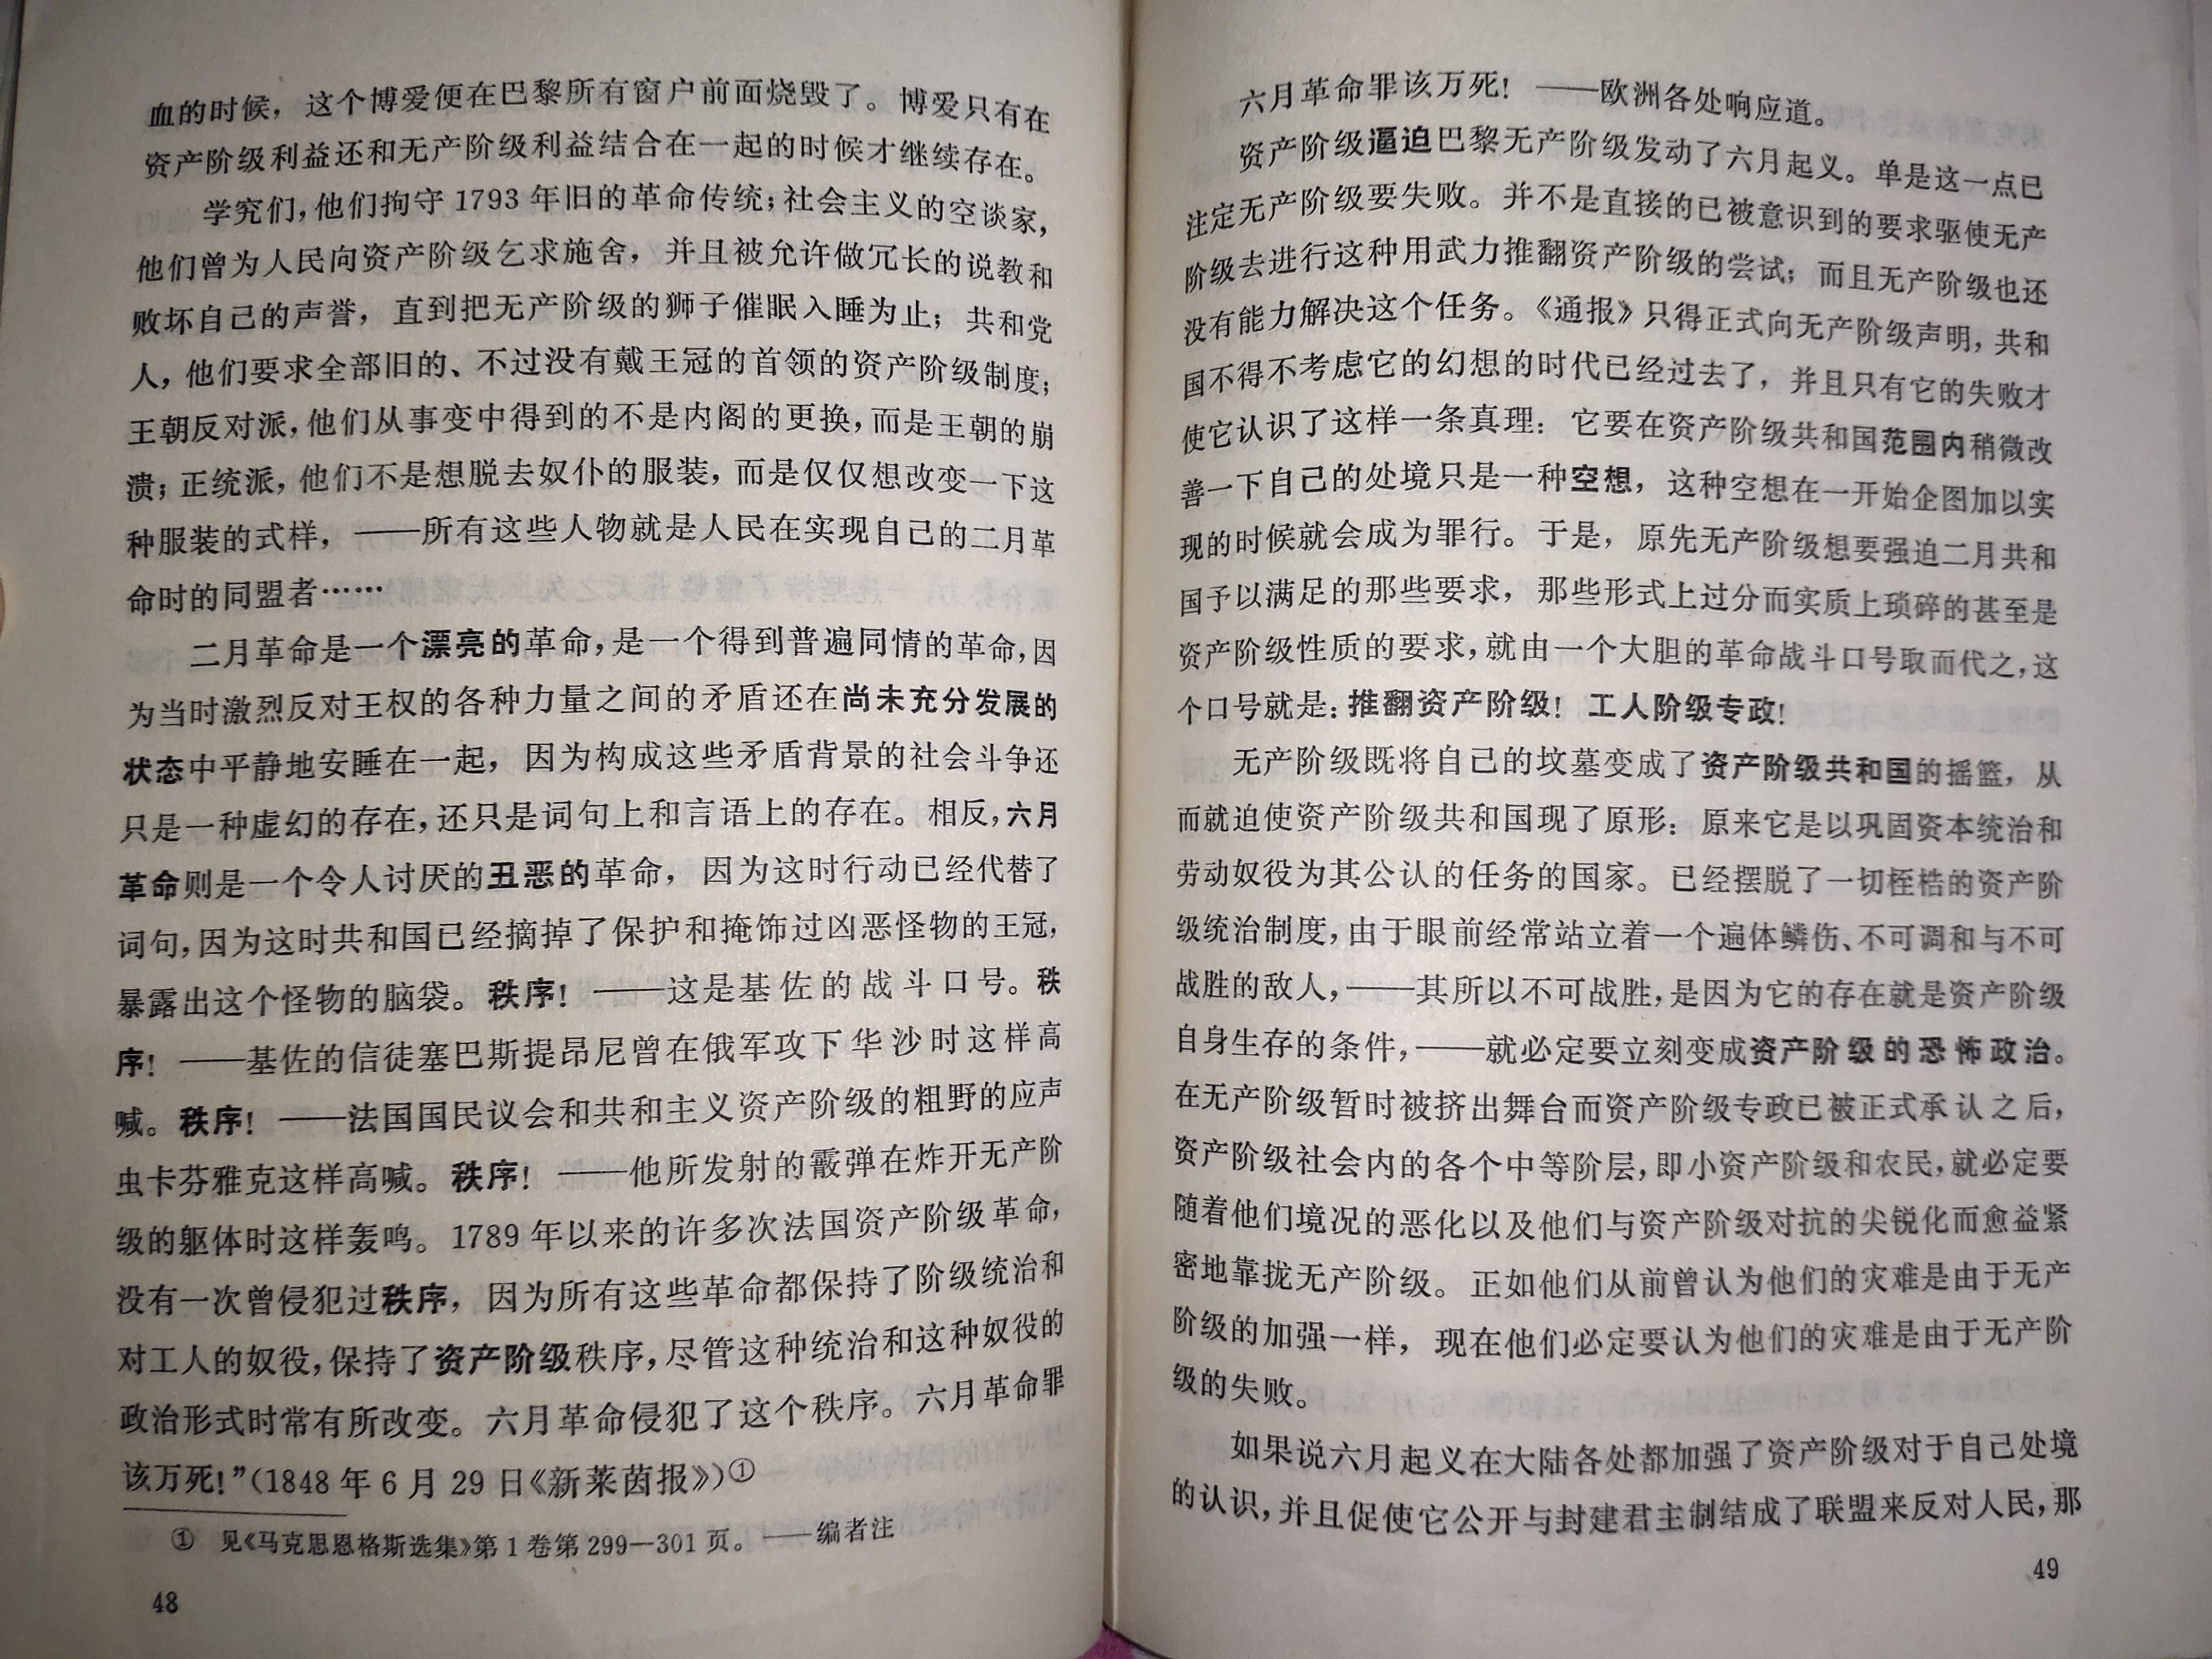 血的时候，这个博爱便在巴黎所有窗户前面烧毁了。博爱只有在
资产阶级利益还和无产阶级利益结合在一起的时候才继续存在。
学究们，他们拘守1793年旧的革命传统；社会主义的空谈家，
他们曾为人民向资产阶级乞求施舍，并且被允许做冗长的说教和
败坏自己的声誉，直到把无产阶级的狮子催眠入睡为止；共和党
人，他们要求全部旧的、不过没有戴王冠的首领的资产阶级制度；
王朝反对派，他们从事变中得到的不是内阁的更换，而是王朝的崩
溃；正统派，他们不是想脱去奴仆的服装，而是仅仅想改变一下这
种服装的式样，——所有这些人物就是人民在实现自己的二月革
命时的同盟者……
二月革命是一个漂亮的革命，是一个得到普遍同情的革命，因
为当时激烈反对王权的各种力量之间的矛盾还在尚未充分发展的
状态中平静地安睡在一起，因为构成这些矛盾背景的社会斗争还
只是一种虚幻的存在，还只是词句上和言语上的存在。相反，六月
革命则是一个令人讨厌的丑恶的革命，因为这时行动已经代替了
词句，因为这时共和国已经摘掉了保护和掩饰过凶恶怪物的王冠，
暴露出这个怪物的脑袋。秩序！——这是基佐的战斗口号。秩
序！——基佐的信徒塞巴斯提昂尼曾在俄军攻下华沙时这样高
喊。秩序！——法国国民议会和共和主义资产阶级的粗野的应声
虫卡芬雅克这样高喊。秩序！——他所发射的霰弹在炸开无产阶
级的躯体时这样轰鸣。1789年以来的许多次法国资产阶级革命，
没有一次曾侵犯过秩序，因为所有这些革命都保持了阶级统治和
对工人的奴役，保持了资产阶级秩序，尽管这种统治和这种奴役的
政治形式时常有所改变。六月革命侵犯了这个秩序。六月革命罪
该万死！”（1848年6月29日《新莱茵报》）①
① 见《马克思恩格斯选集》第1卷第299—301页。——编者注
48
六月革命罪该万死！——欧洲各处响应道。
资产阶级逼迫巴黎无产阶级发动了六月起义。单是这一点已
注定无产阶级要失败。并不是直接的已被意识到的要求驱使无产
阶级去进行这种用武力推翻资产阶级的尝试；而且无产阶级也还
没有能力解决这个任务。《通报》只得正式向无产阶级声明，共和
国不得不考虑它的幻想的时代已经过去了，并且只有它的失败才
使它认识了这样一条真理：它要在资产阶级共和国范围内稍微改
善一下自己的处境只是一种空想，这种空想在一开始企图加以实
现的时候就会成为罪行。于是，原先无产阶级想要强迫二月共和
国予以满足的那些要求，那些形式上过分而实质上琐碎的甚至是
资产阶级性质的要求，就由一个大胆的革命战斗口号取而代之，这
个口号就是：推翻资产阶级！工人阶级专政！
无产阶级既将自己的坟墓变成了资产阶级共和国的摇篮，从
而就迫使资产阶级共和国现了原形：原来它是以巩固资本统治和
劳动奴役为其公认的任务的国家。已经摆脱了一切桎梏的资产阶
级统治制度，由于眼前经常站立着一个遍体鳞伤、不可调和与不可
战胜的敌人，——其所以不可战胜，是因为它的存在就是资产阶级
自身生存的条件，——就必定要立刻变成资产阶级的恐怖政治。
在无产阶级暂时被挤出舞台而资产阶级专政已被正式承认之后，
资产阶级社会内的各个中等阶层，即小资产阶级和农民，就必定要
随着他们境况的恶化以及他们与资产阶级对抗的尖锐化而愈益紧
密地靠拢无产阶级。正如他们从前曾认为他们的灾难是由于无产
阶级的加强一样，现在他们必定要认为他们的灾难是由于无产阶
级的失败。
如果说六月起义在大陆各处都加强了资产阶级对于自己处境
的认识，并且促使它公开与封建君主制结成了联盟来反对人民，那
49